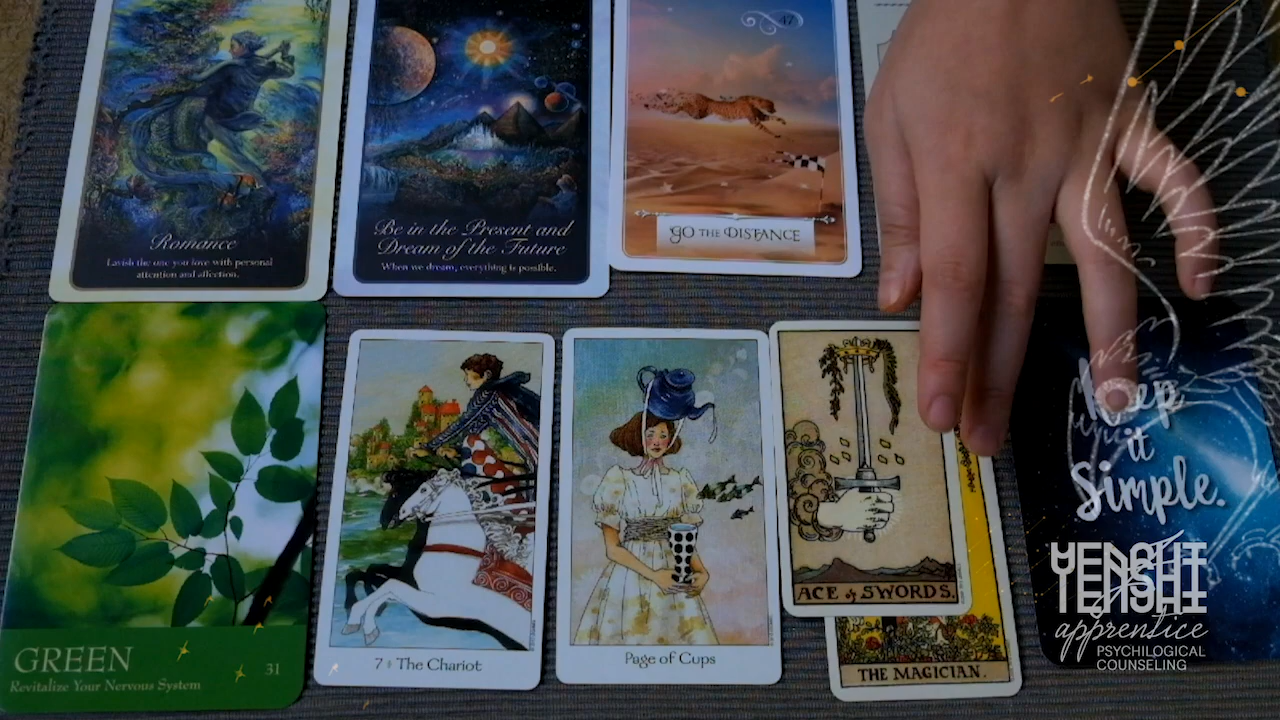 Romance
Lavish the one you love with personal
attention and affection.
Be in the Present and
Dream of the Future
When we dream, everything is possible.
47
GO THE DISTANCE
GREEN
31
Revitalize Your Nervous System
7 The Chariot
Page of Cups
ACE of SWORDS.
THE MAGICIAN.
Keep
it
Simple.
YENSHI
apprentice
PSYCHILOGICAL
COUNSELING